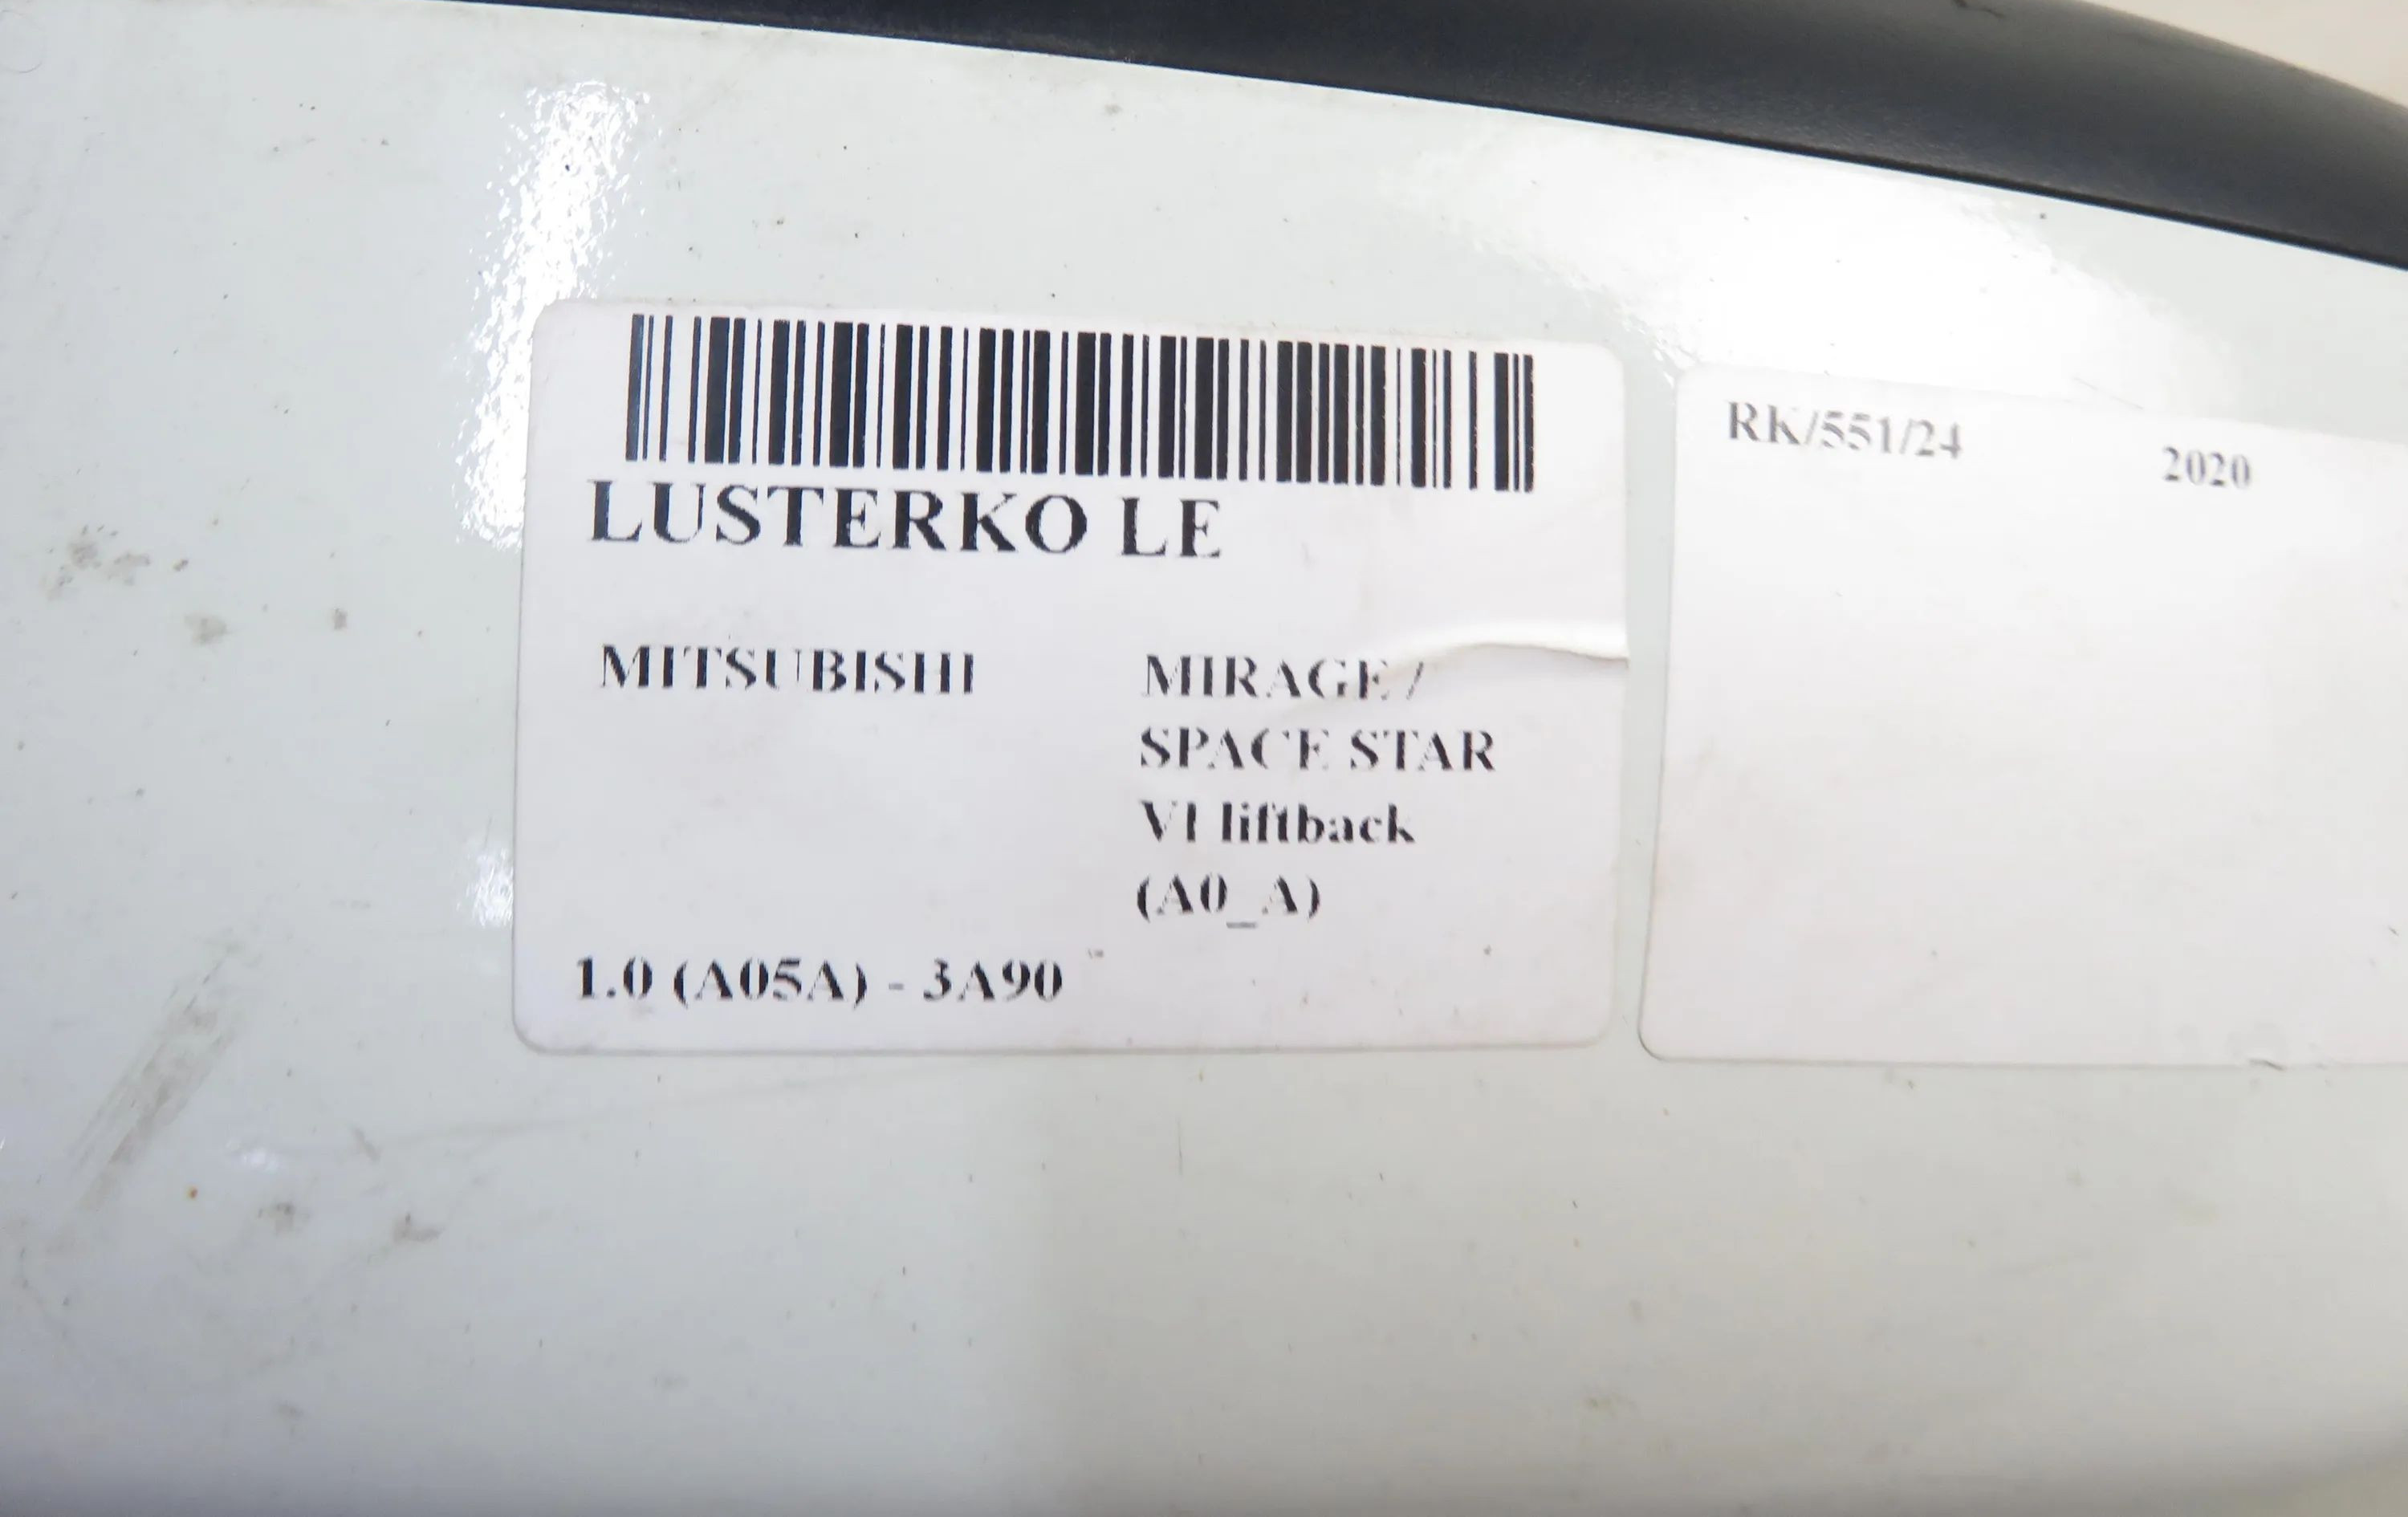 LUSTERKO LE
MITSUBISHI
MIRAGE /
SPACE STAR
VI liftback
(A0_A)
1.0 (A05A) - 3A90
RK/551/24
2020